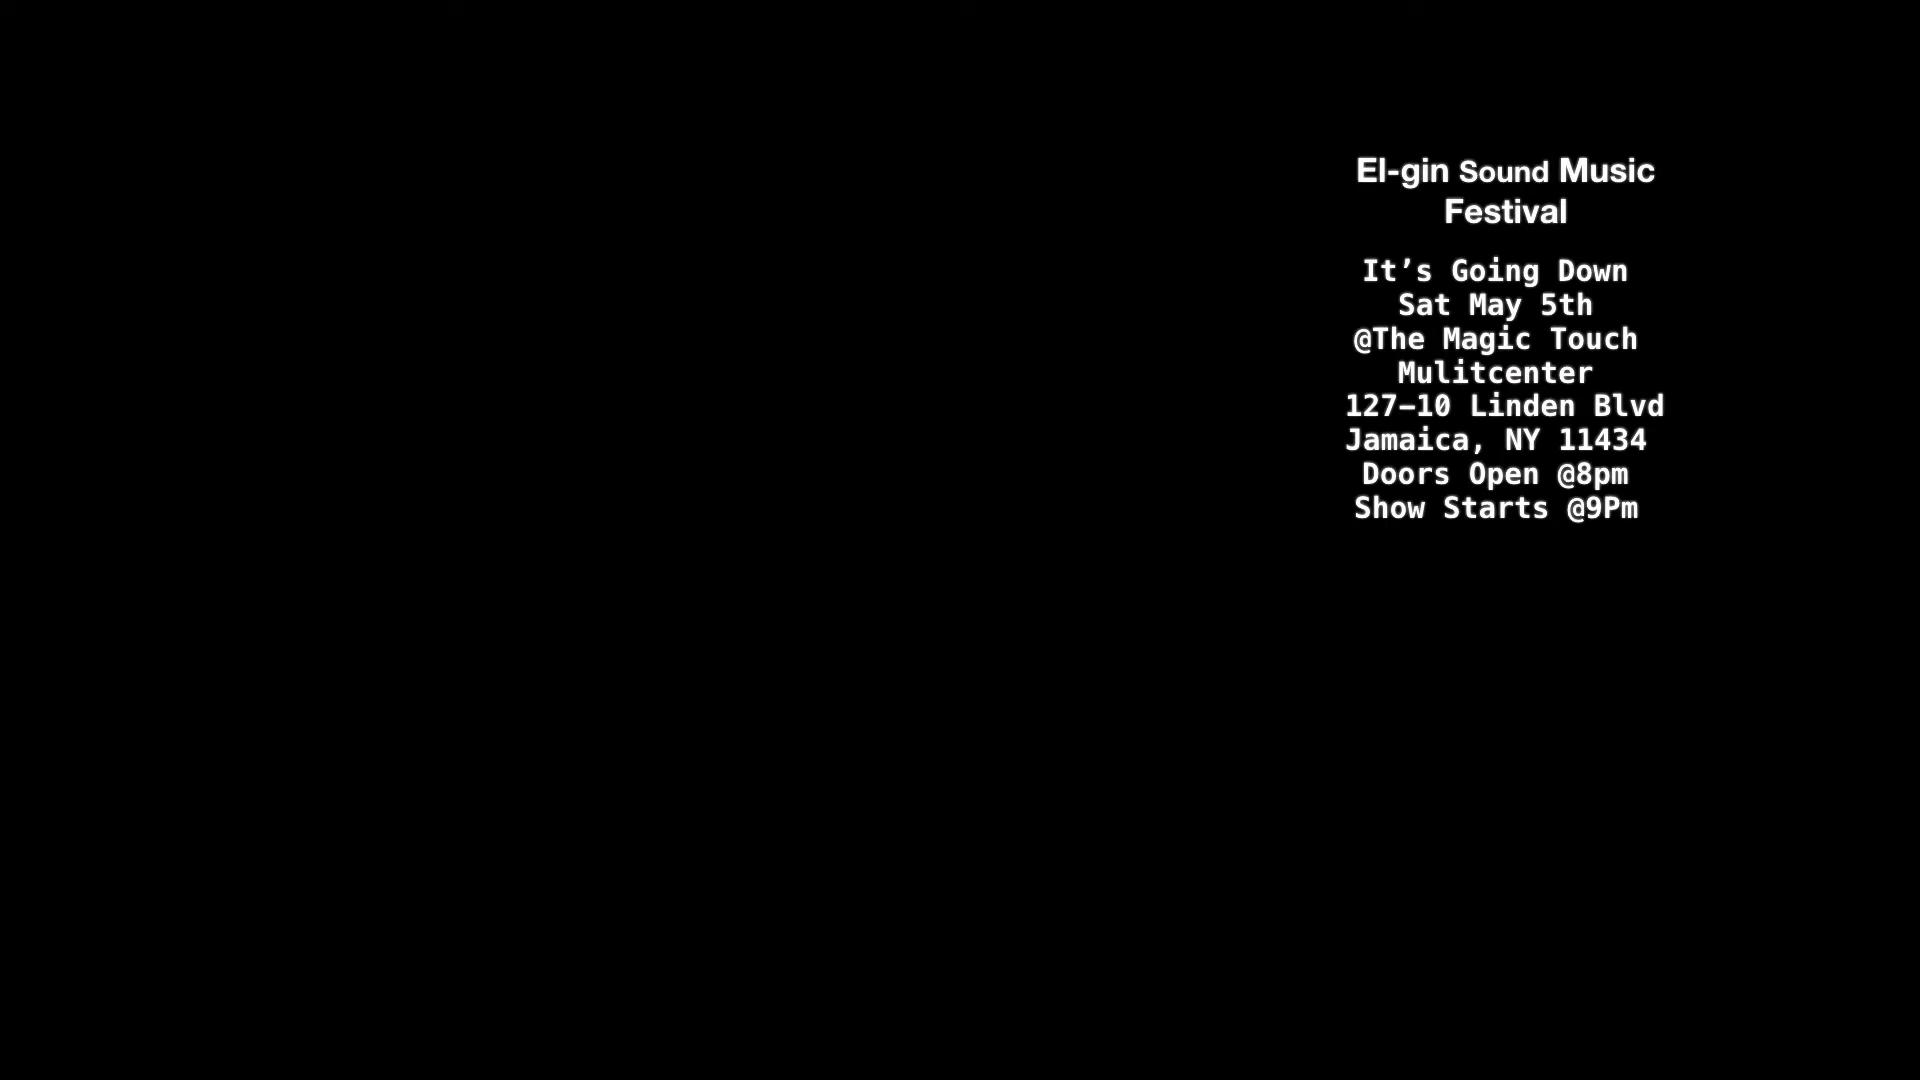 El-gin Sound Music
Festival
It’s Going Down
Sat May 5th
@The Magic Touch
Mulitcenter
127–10 Linden Blvd
Jamaica, NY 11434
Doors Open @8pm
Show Starts @9Pm